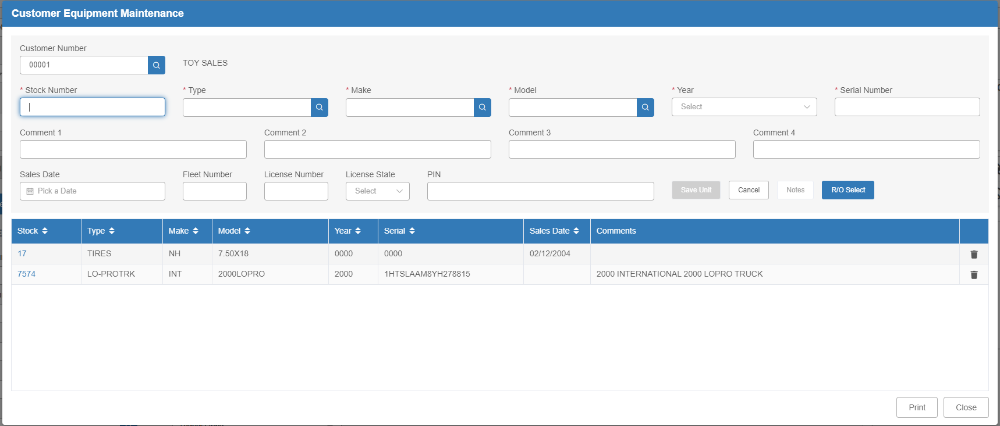 Customer Equipment Maintenance
Customer Number
00001 TOY SALES
* Stock Number * Type * Make * Model * Year * Serial Number
Select
Comment 1 Comment 2 Comment 3 Comment 4
Sales Date Fleet Number License Number License State PIN
Pick a Date Select Save Unit Cancel Notes R/O Select
Stock Type Make Model Year Serial Sales Date Comments
17 TIRES NH 7.50X18 0000 0000 02/12/2004
7574 LO-PROTRK INT 2000LOPRO 2000 1HTSLAAM8YH278815 2000 INTERNATIONAL 2000 LOPRO TRUCK
Print Close